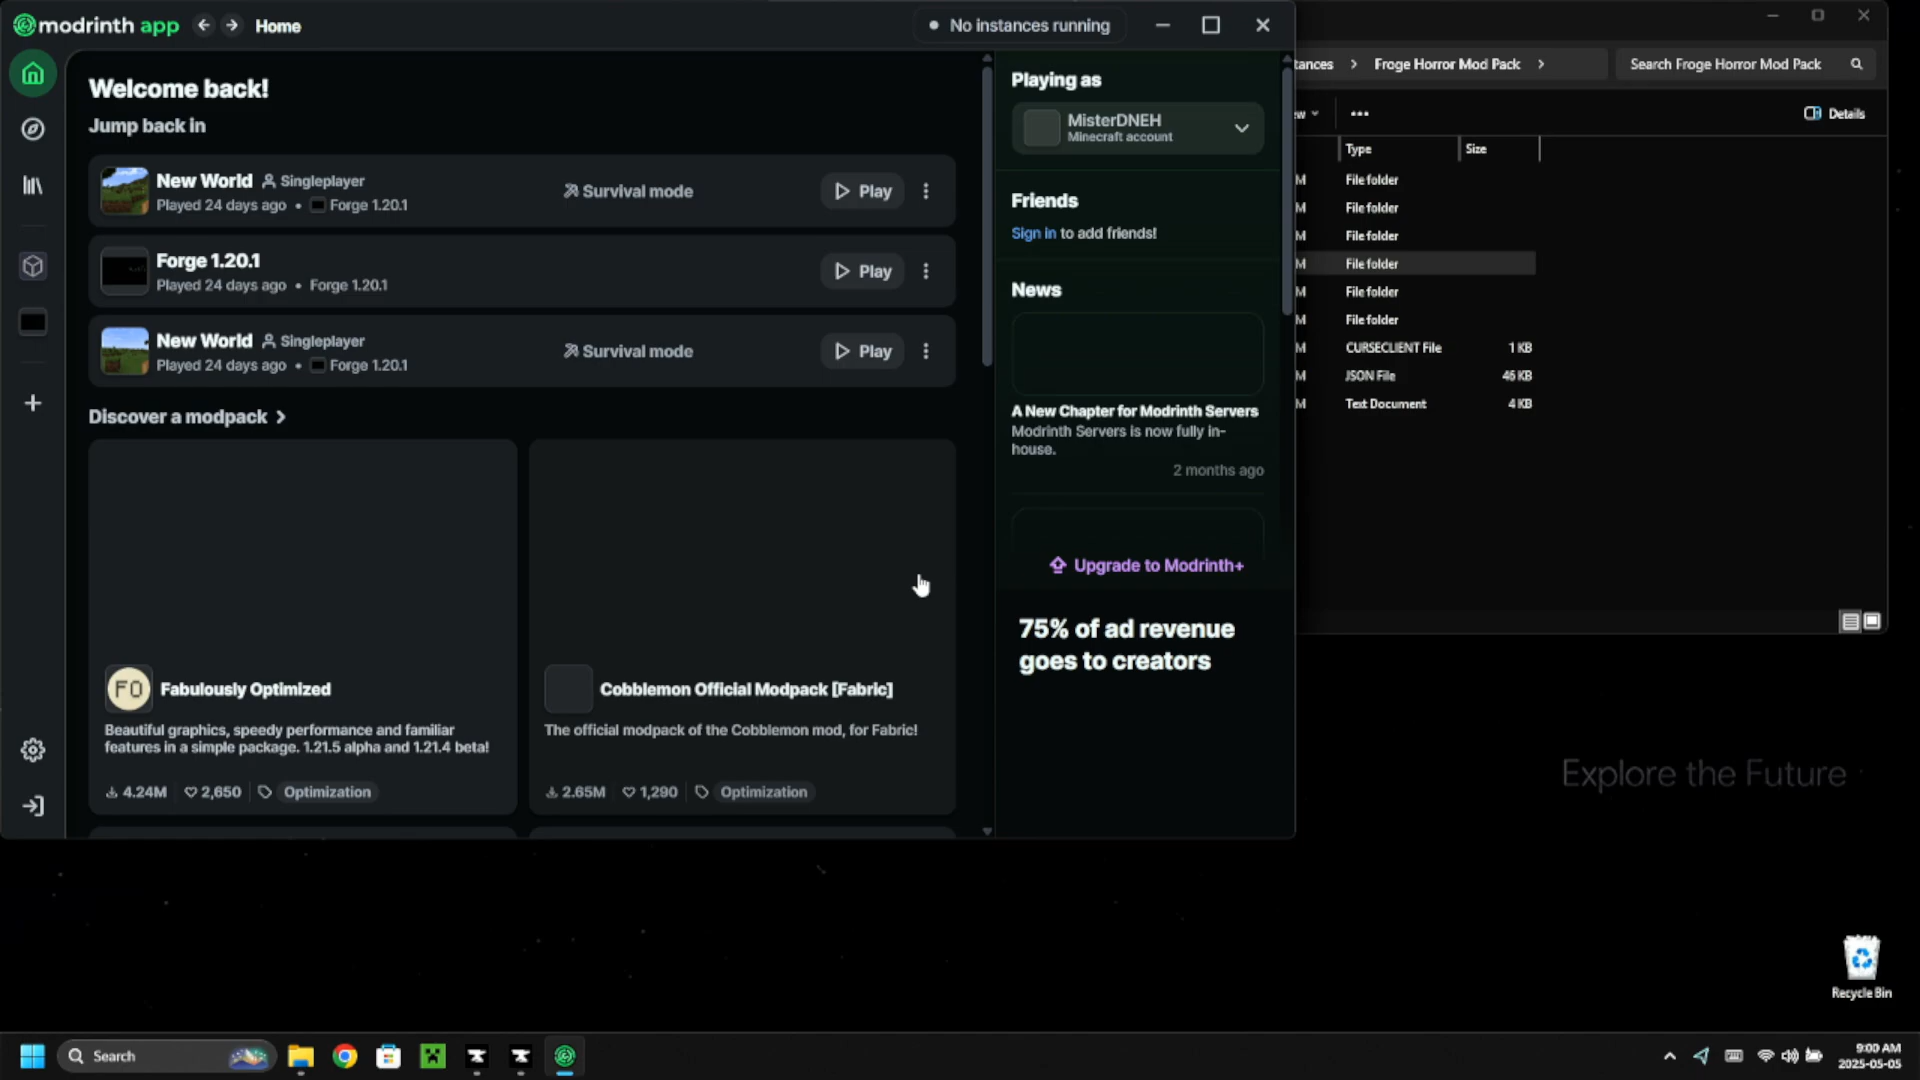 modrinth app
Home
No instances running
Welcome back!
Jump back in
New World Singleplayer
Played 24 days ago • Forge 1.20.1
Survival mode
Play
Forge 1.20.1
Played 24 days ago • Forge 1.20.1
Play
New World Singleplayer
Played 24 days ago • Forge 1.20.1
Survival mode
Play
Discover a modpack
FO
Fabulously Optimized
Beautiful graphics, speedy performance and familiar
features in a simple package. 1.21.5 alpha and 1.21.4 beta!
4.24M 2,650 Optimization
Cobblemon Official Modpack [Fabric]
The official modpack of the Cobblemon mod, for Fabric!
2.65M 1,290 Optimization
Playing as
MisterDNEH
Minecraft account
Friends
Sign in to add friends!
News
A New Chapter for Modrinth Servers
Modrinth Servers is now fully in-
house.
2 months ago
Upgrade to Modrinth+
75% of ad revenue
goes to creators
tances > Froge Horror Mod Pack >
Search Froge Horror Mod Pack
ew
Details
Type Size
M File folder
M File folder
M File folder
M File folder
M File folder
M File folder
M CURSECLIENT File 1 KB
M JSON File 46 KB
M Text Document 4 KB
Explore the Future
Recycle Bin
Search
9:00 AM
2025-05-05